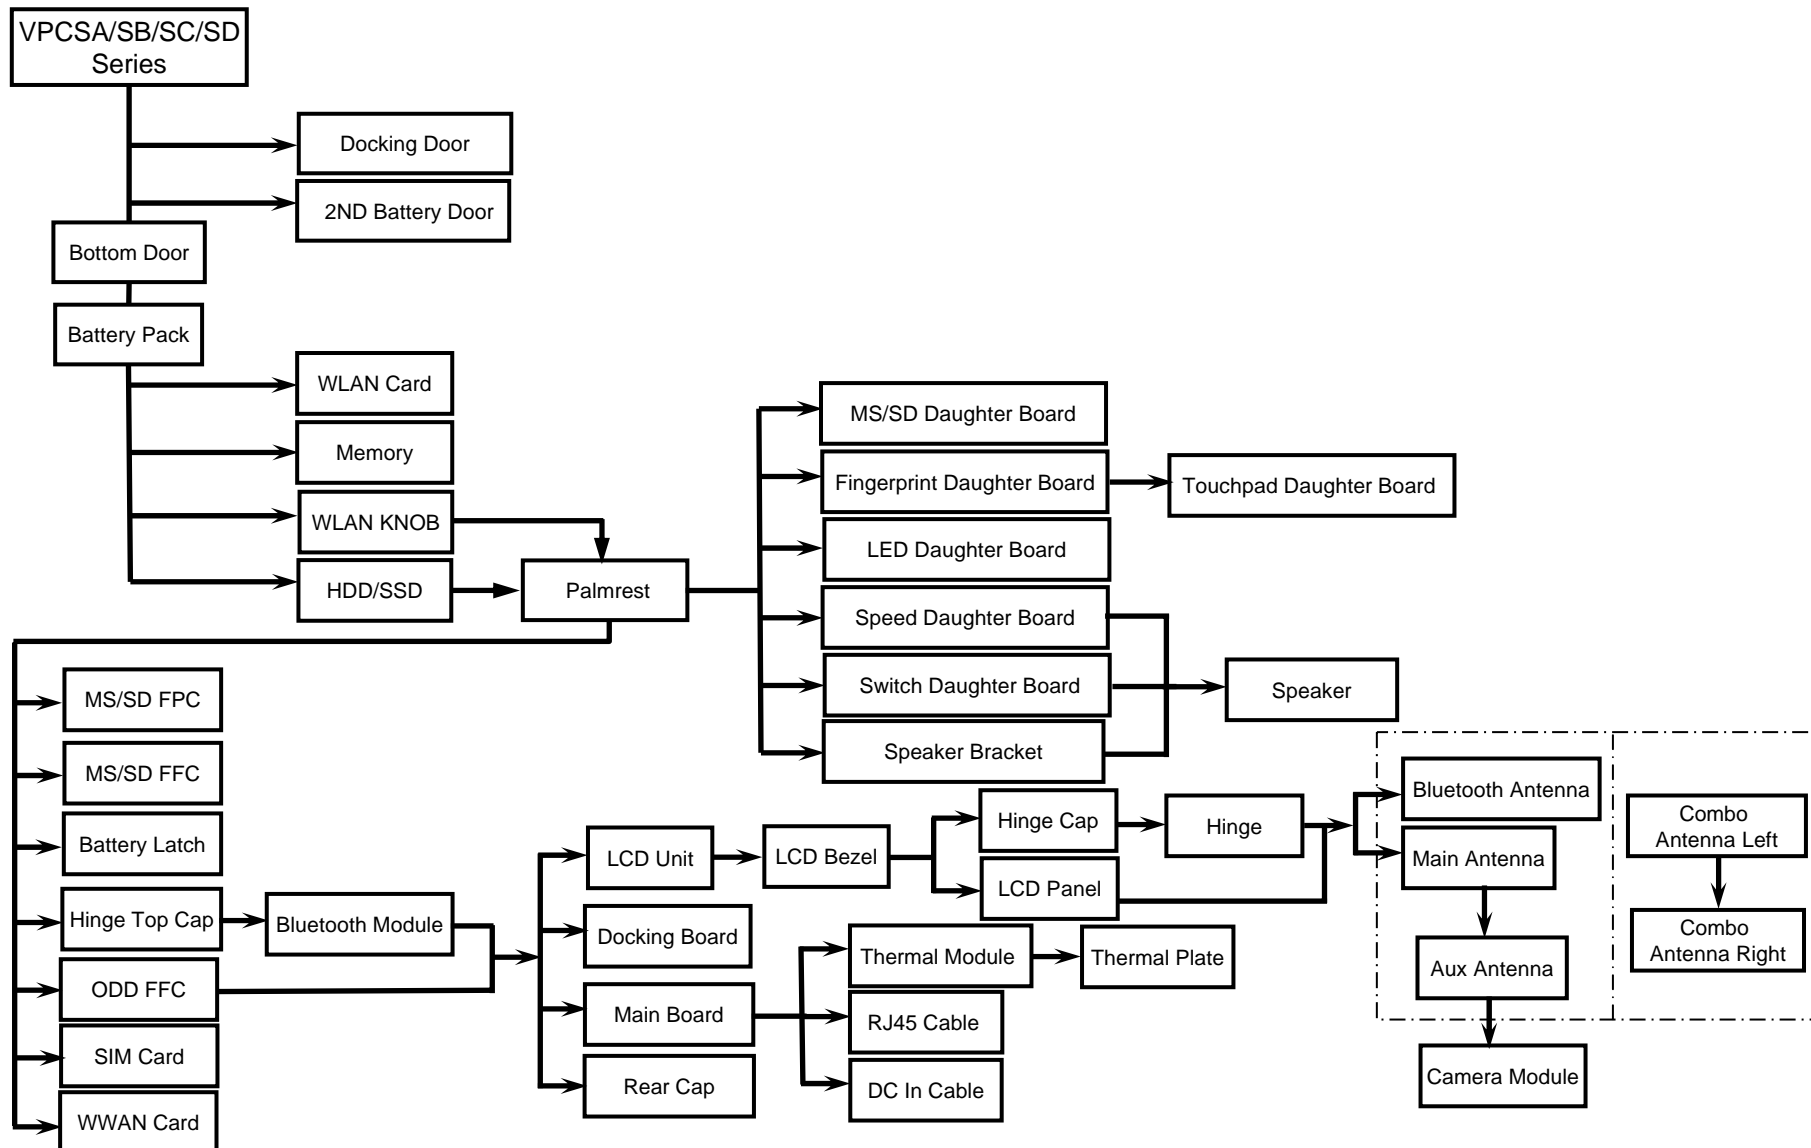 VPCSA/SB/SC/SD
Series
Docking Door
2ND Battery Door
Bottom Door
Battery Pack
WLAN Card
Memory
WLAN KNOB
HDD/SSD
Palmrest
MS/SD Daughter Board
Fingerprint Daughter Board
Touchpad Daughter Board
LED Daughter Board
Speed Daughter Board
Switch Daughter Board
Speaker Bracket
Speaker
MS/SD FPC
MS/SD FFC
Battery Latch
Hinge Top Cap
Bluetooth Module
ODD FFC
SIM Card
WWAN Card
LCD Unit
LCD Bezel
Hinge Cap
Hinge
LCD Panel
Docking Board
Main Board
Rear Cap
Thermal Module
Thermal Plate
RJ45 Cable
DC In Cable
Bluetooth Antenna
Main Antenna
Aux Antenna
Camera Module
Combo
Antenna Left
Combo
Antenna Right